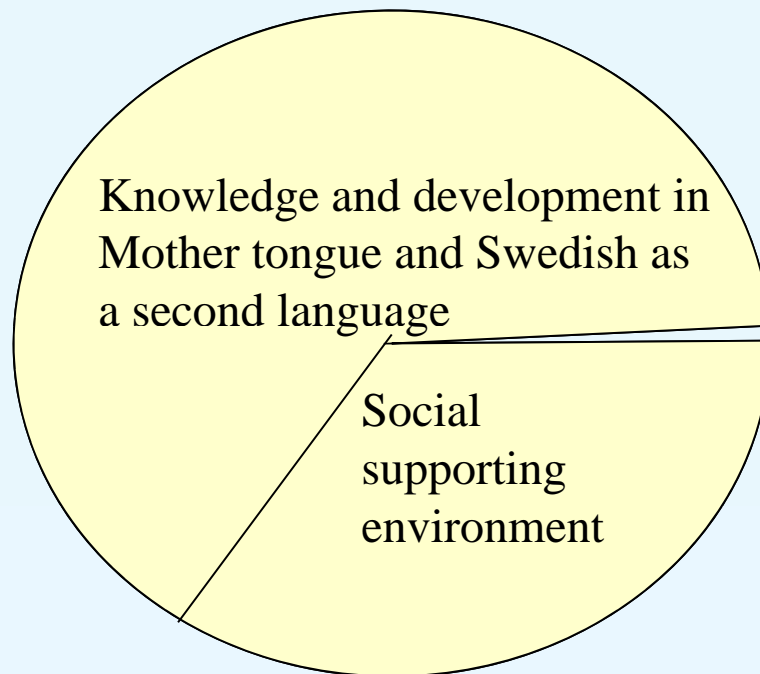 Knowledge and development in
Mother tongue and Swedish as
a second language
Social
supporting
environment